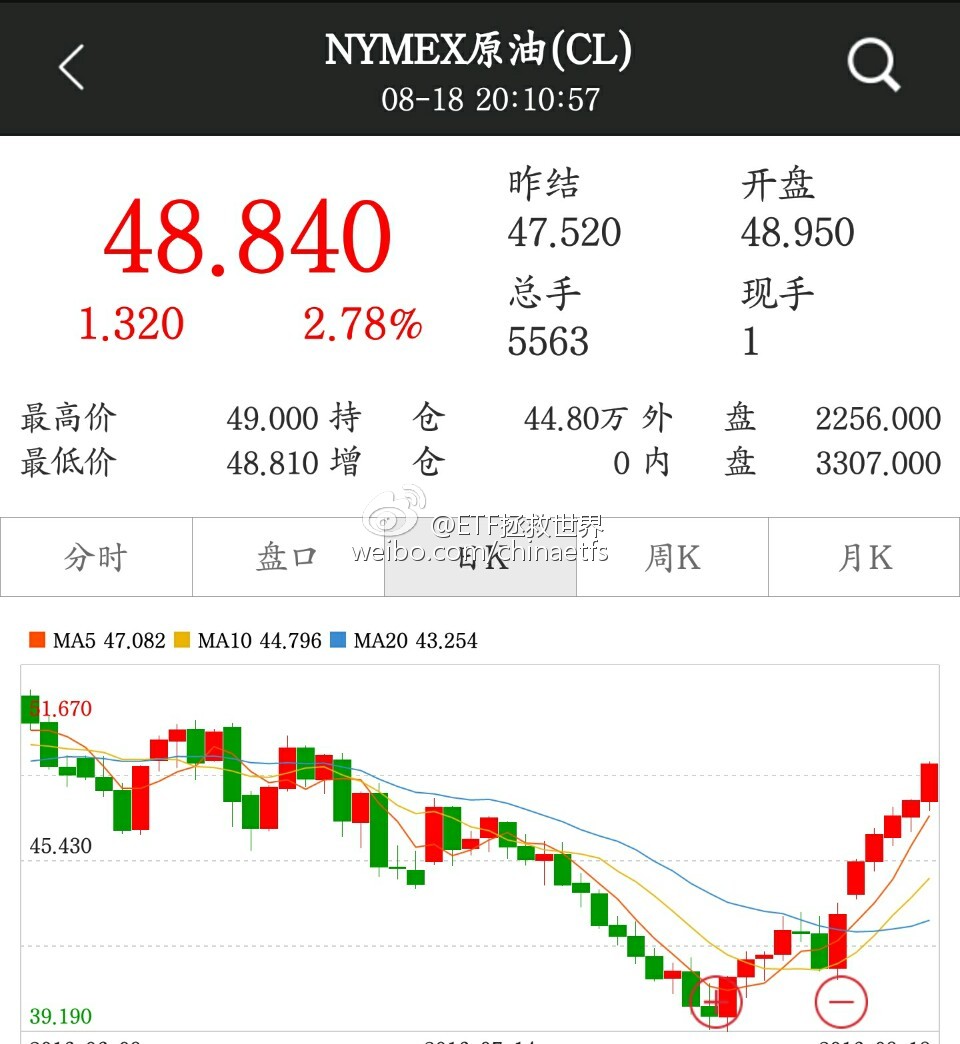 NYMEX原油(CL)
08-18 20:10:57
48.840
1.320 2.78%
昨结 开盘
47.520 48.950
总手 现手
5563 1
最高价 49.000 持仓 44.80万 外盘 2256.000
最低价 48.810 增仓 0 内盘 3307.000
@ETF拯救世界
weibo.com/chinaetfs
分时 盘口 日K 周K 月K
MA5 47.082 MA10 44.796 MA20 43.254
51.670
45.430
39.190